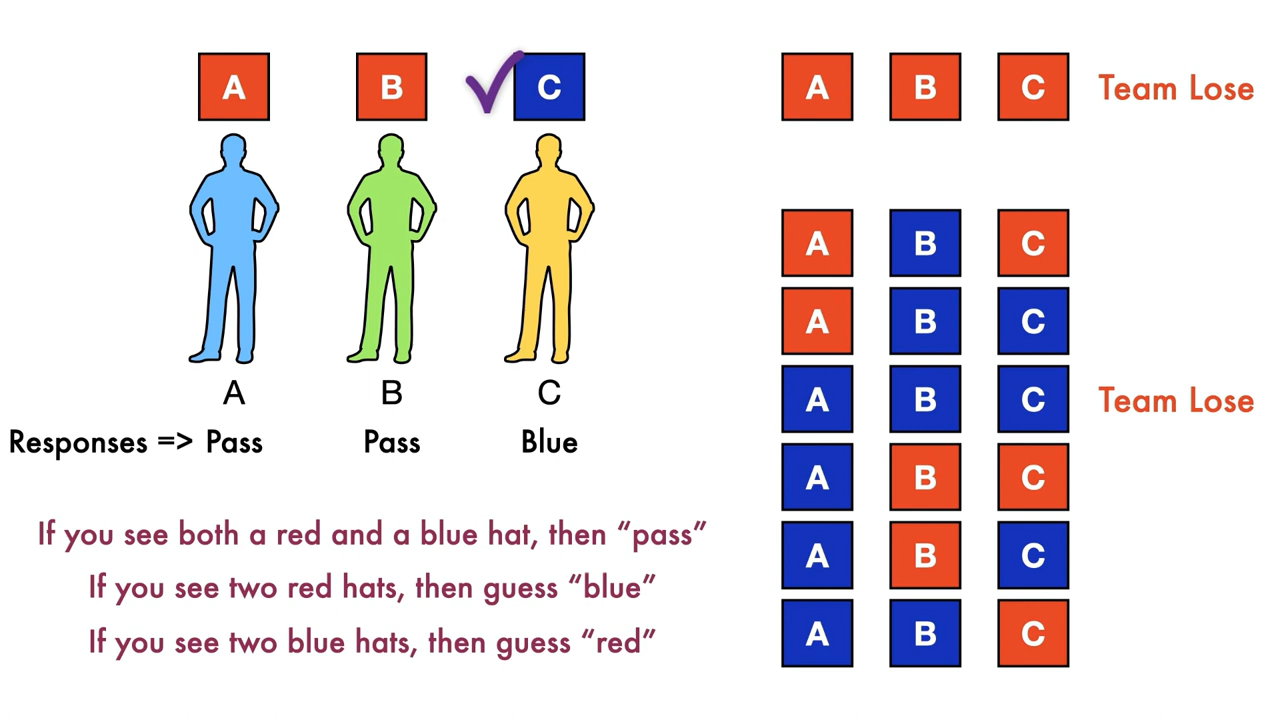 A B C
A B C Team Lose
A B C
Responses => Pass Pass Blue
If you see both a red and a blue hat, then “pass”
If you see two red hats, then guess “blue”
If you see two blue hats, then guess “red”
A B C
A B C
A B C Team Lose
A B C
A B C
A B C